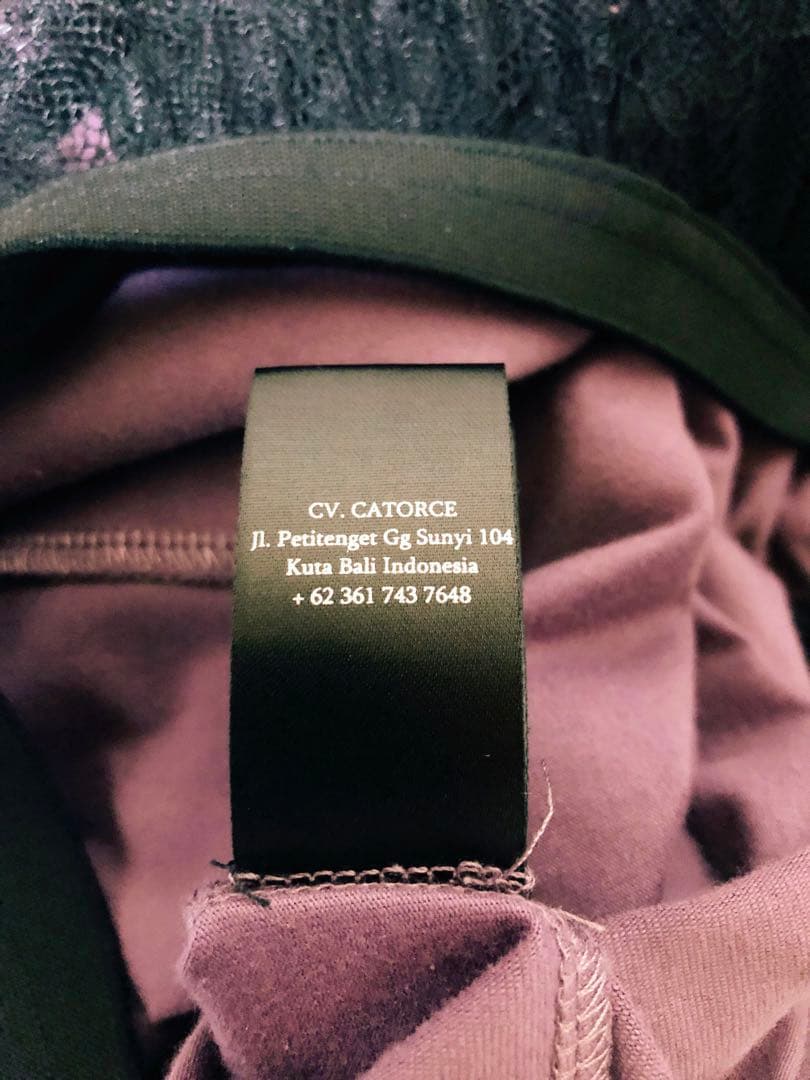 CV. CATORCE
Jl. Petitenget Gg Sunyi 104
Kuta Bali Indonesia
+ 62 361 743 7648